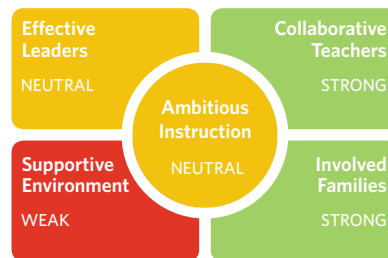 Effective
Leaders
NEUTRAL
Collaborative
Teachers
STRONG
Ambitious
Instruction
NEUTRAL
Supportive
Environment
WEAK
Involved
Families
STRONG